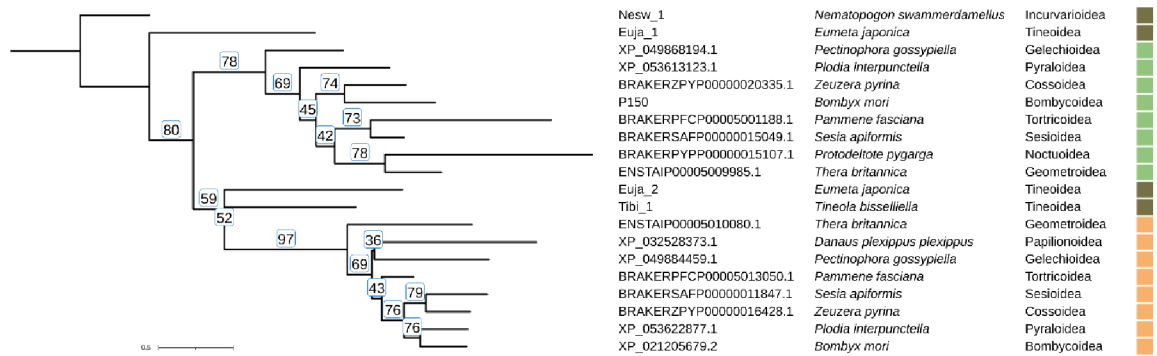 Nesw_1 Nematopogon swammerdamellus Incurvarioidea
Euja_1 Eumeta japonica Tineoidea
78 XP_049868194.1 Pectinophora gossypiella Gelechioidea
XP_053613123.1 Plodia interpunctella Pyraloidea
69 74 BRAKERZPYP00000020335.1 Zeuzera pyrina Cossoidea
45 P150 Bombyx mori Bombycoidea
73 BRAKERPFCP00005001188.1 Pammene fasciana Tortricoidea
80 42 BRAKERSAFP00000015049.1 Sesia apiformis Sesioidea
78 BRAKERPYPP00000015107.1 Protodeltote pygarga Noctuoidea
ENSTAIP00005009985.1 Thera britannica Geometroidea
59 Euja_2 Eumeta japonica Tineoidea
52 Tibi_1 Tineola bisselliella Tineoidea
97 ENSTAIP00005010080.1 Thera britannica Geometroidea
36 XP_032528373.1 Danaus plexippus plexippus Papilionoidea
69 XP_049884459.1 Pectinophora gossypiella Gelechioidea
43 BRAKERPFCP00005013050.1 Pammene fasciana Tortricoidea
79 BRAKERSAFP00000011847.1 Sesia apiformis Sesioidea
76 BRAKERZPYP00000016428.1 Zeuzera pyrina Cossoidea
76 XP_053622877.1 Plodia interpunctella Pyraloidea
0.5 XP_021205679.2 Bombyx mori Bombycoidea